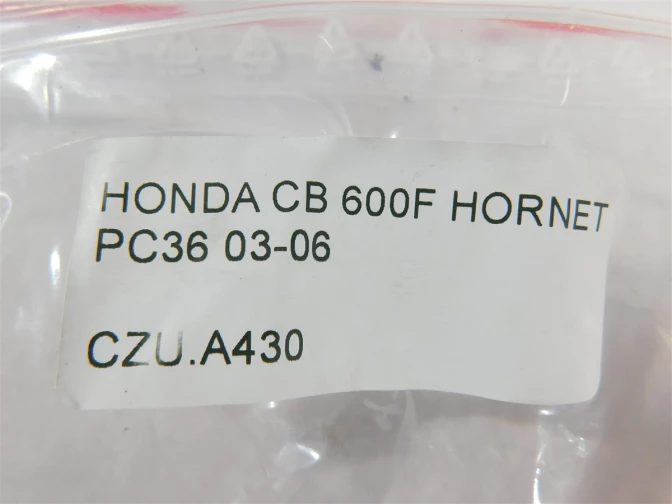 HONDA CB 600F HORNET
PC36 03-06
CZU.A430